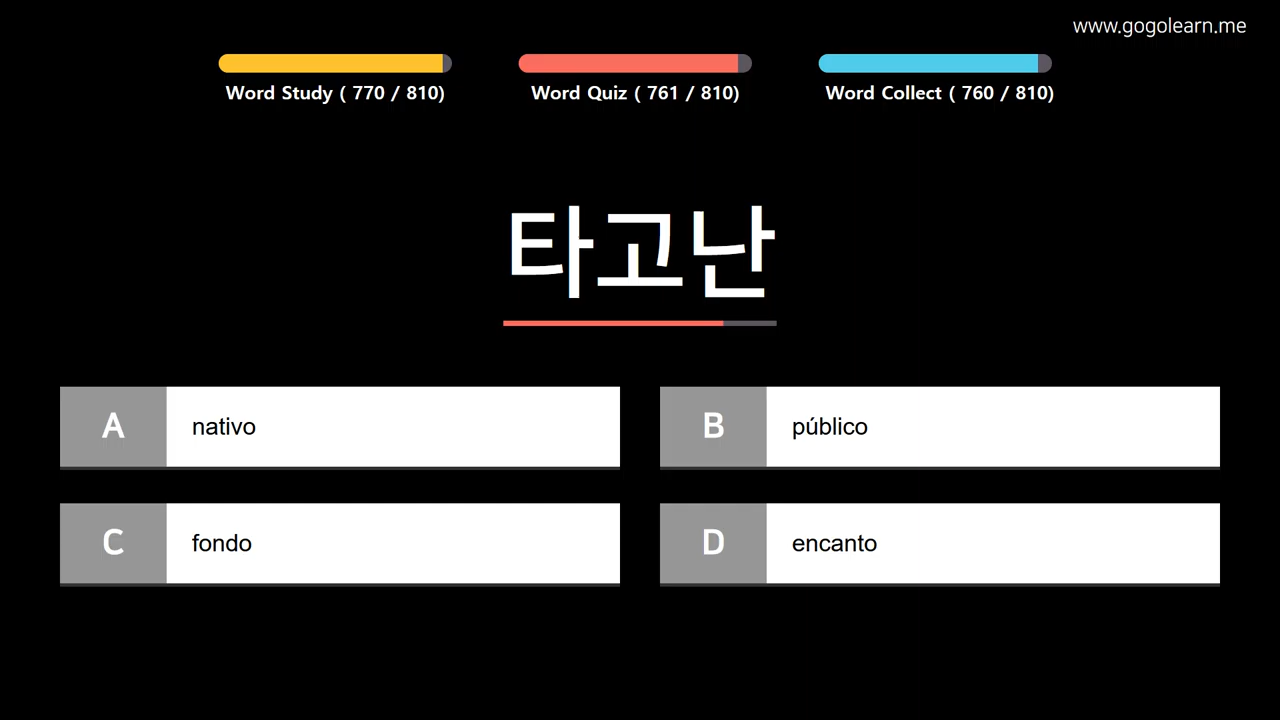 www.gogolearn.me
Word Study ( 770 / 810)
Word Quiz ( 761 / 810)
Word Collect ( 760 / 810)
타고난
A nativo
B público
C fondo
D encanto